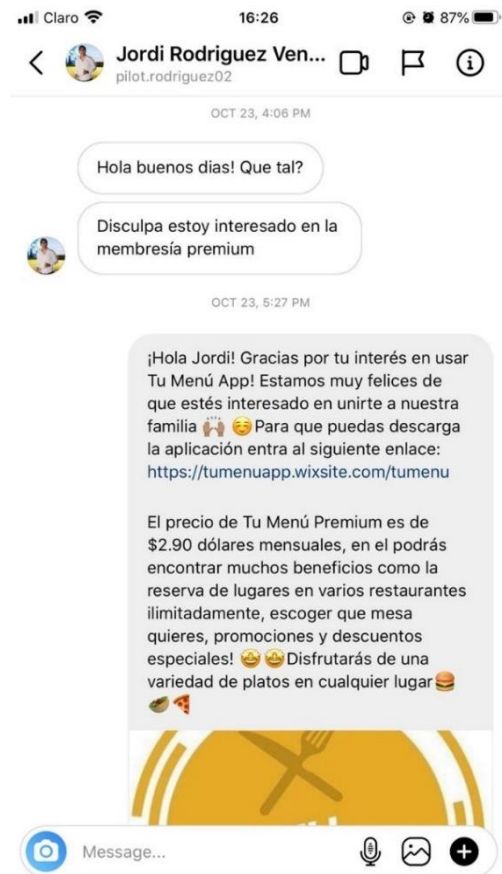 Claro 16:26 87%
Jordi Rodriguez Ven...
pilot.rodriguez02
OCT 23, 4:06 PM
Hola buenos dias! Que tal?
Disculpa estoy interesado en la
membresía premium
OCT 23, 5:27 PM
¡Hola Jordi! Gracias por tu interés en usar
Tu Menú App! Estamos muy felices de
que estés interesado en unirte a nuestra
familia 🙌🏽 ☺️Para que puedas descarga
la aplicación entra al siguiente enlace:
https://tumenuapp.wixsite.com/tumenu
El precio de Tu Menú Premium es de
$2.90 dólares mensuales, en el podrás
encontrar muchos beneficios como la
reserva de lugares en varios restaurantes
ilimitadamente, escoger que mesa
quieres, promociones y descuentos
especiales! 🤩🤩Disfrutarás de una
variedad de platos en cualquier lugar🍔
🥙🍕
Message...